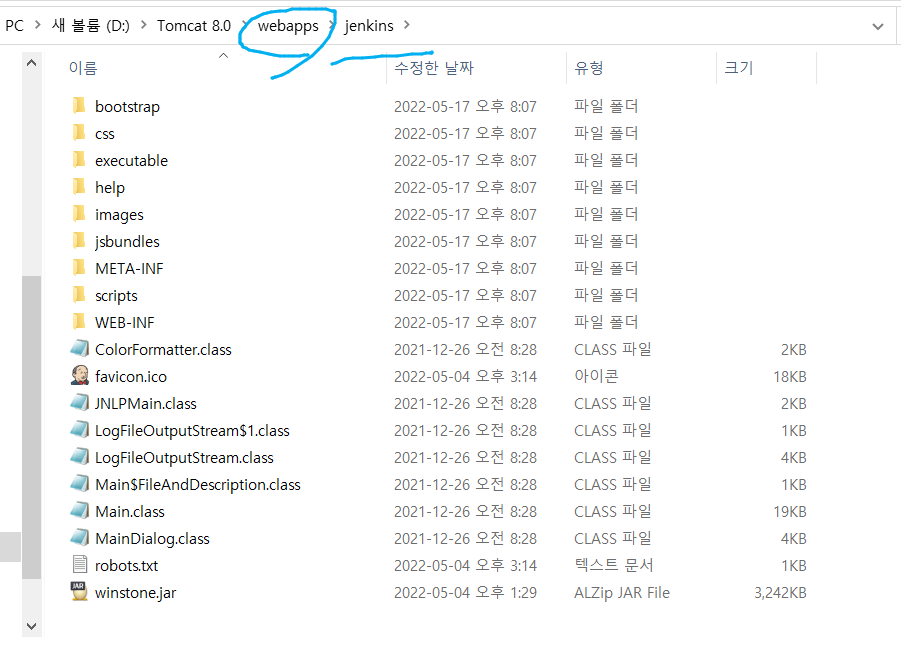 PC > 새 볼륨 (D:) > Tomcat 8.0 > webapps > jenkins >
이름 수정한 날짜 유형 크기
bootstrap 2022-05-17 오후 8:07 파일 폴더
css 2022-05-17 오후 8:07 파일 폴더
executable 2022-05-17 오후 8:07 파일 폴더
help 2022-05-17 오후 8:07 파일 폴더
images 2022-05-17 오후 8:07 파일 폴더
jsbundles 2022-05-17 오후 8:07 파일 폴더
META-INF 2022-05-17 오후 8:07 파일 폴더
scripts 2022-05-17 오후 8:07 파일 폴더
WEB-INF 2022-05-17 오후 8:07 파일 폴더
ColorFormatter.class 2021-12-26 오전 8:28 CLASS 파일 2KB
favicon.ico 2022-05-04 오후 3:14 아이콘 18KB
JNLPMain.class 2021-12-26 오전 8:28 CLASS 파일 2KB
LogFileOutputStream$1.class 2021-12-26 오전 8:28 CLASS 파일 1KB
LogFileOutputStream.class 2021-12-26 오전 8:28 CLASS 파일 4KB
Main$FileAndDescription.class 2021-12-26 오전 8:28 CLASS 파일 1KB
Main.class 2021-12-26 오전 8:28 CLASS 파일 19KB
MainDialog.class 2021-12-26 오전 8:28 CLASS 파일 4KB
robots.txt 2022-05-04 오후 3:14 텍스트 문서 1KB
JAR winstone.jar 2022-05-04 오후 1:29 ALZip JAR File 3,242KB